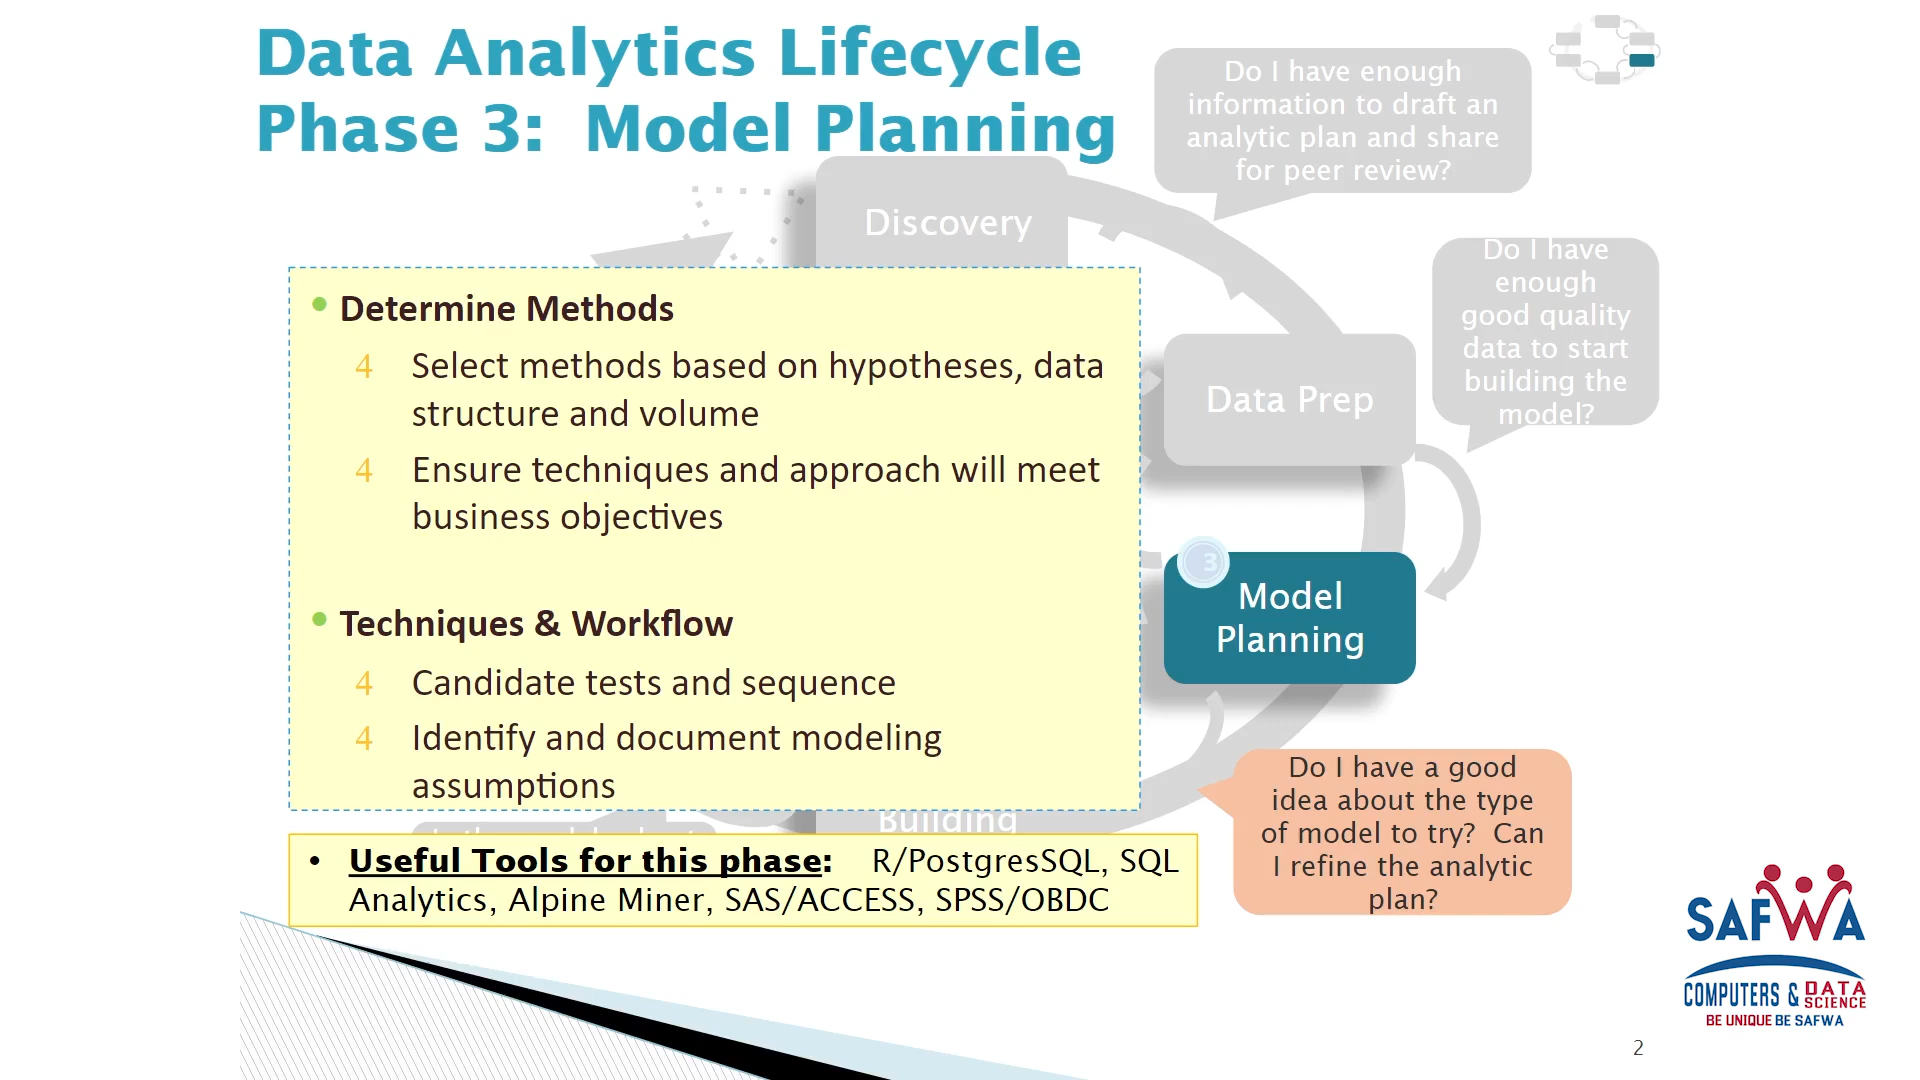 Data Analytics Lifecycle
Phase 3: Model Planning
Do I have enough
information to draft an
analytic plan and share
for peer review?
Discovery
Do I have
enough
good quality
data to start
building the
model?
Data Prep
• Determine Methods
4 Select methods based on hypotheses, data
structure and volume
4 Ensure techniques and approach will meet
business objectives
• Techniques & Workflow
4 Candidate tests and sequence
4 Identify and document modeling
assumptions
3
Model
Planning
Building
Do I have a good
idea about the type
of model to try? Can
I refine the analytic
plan?
• Useful Tools for this phase: R/PostgresSQL, SQL
Analytics, Alpine Miner, SAS/ACCESS, SPSS/OBDC
SAFWA
COMPUTERS & DATA SCIENCE
BE UNIQUE BE SAFWA
2